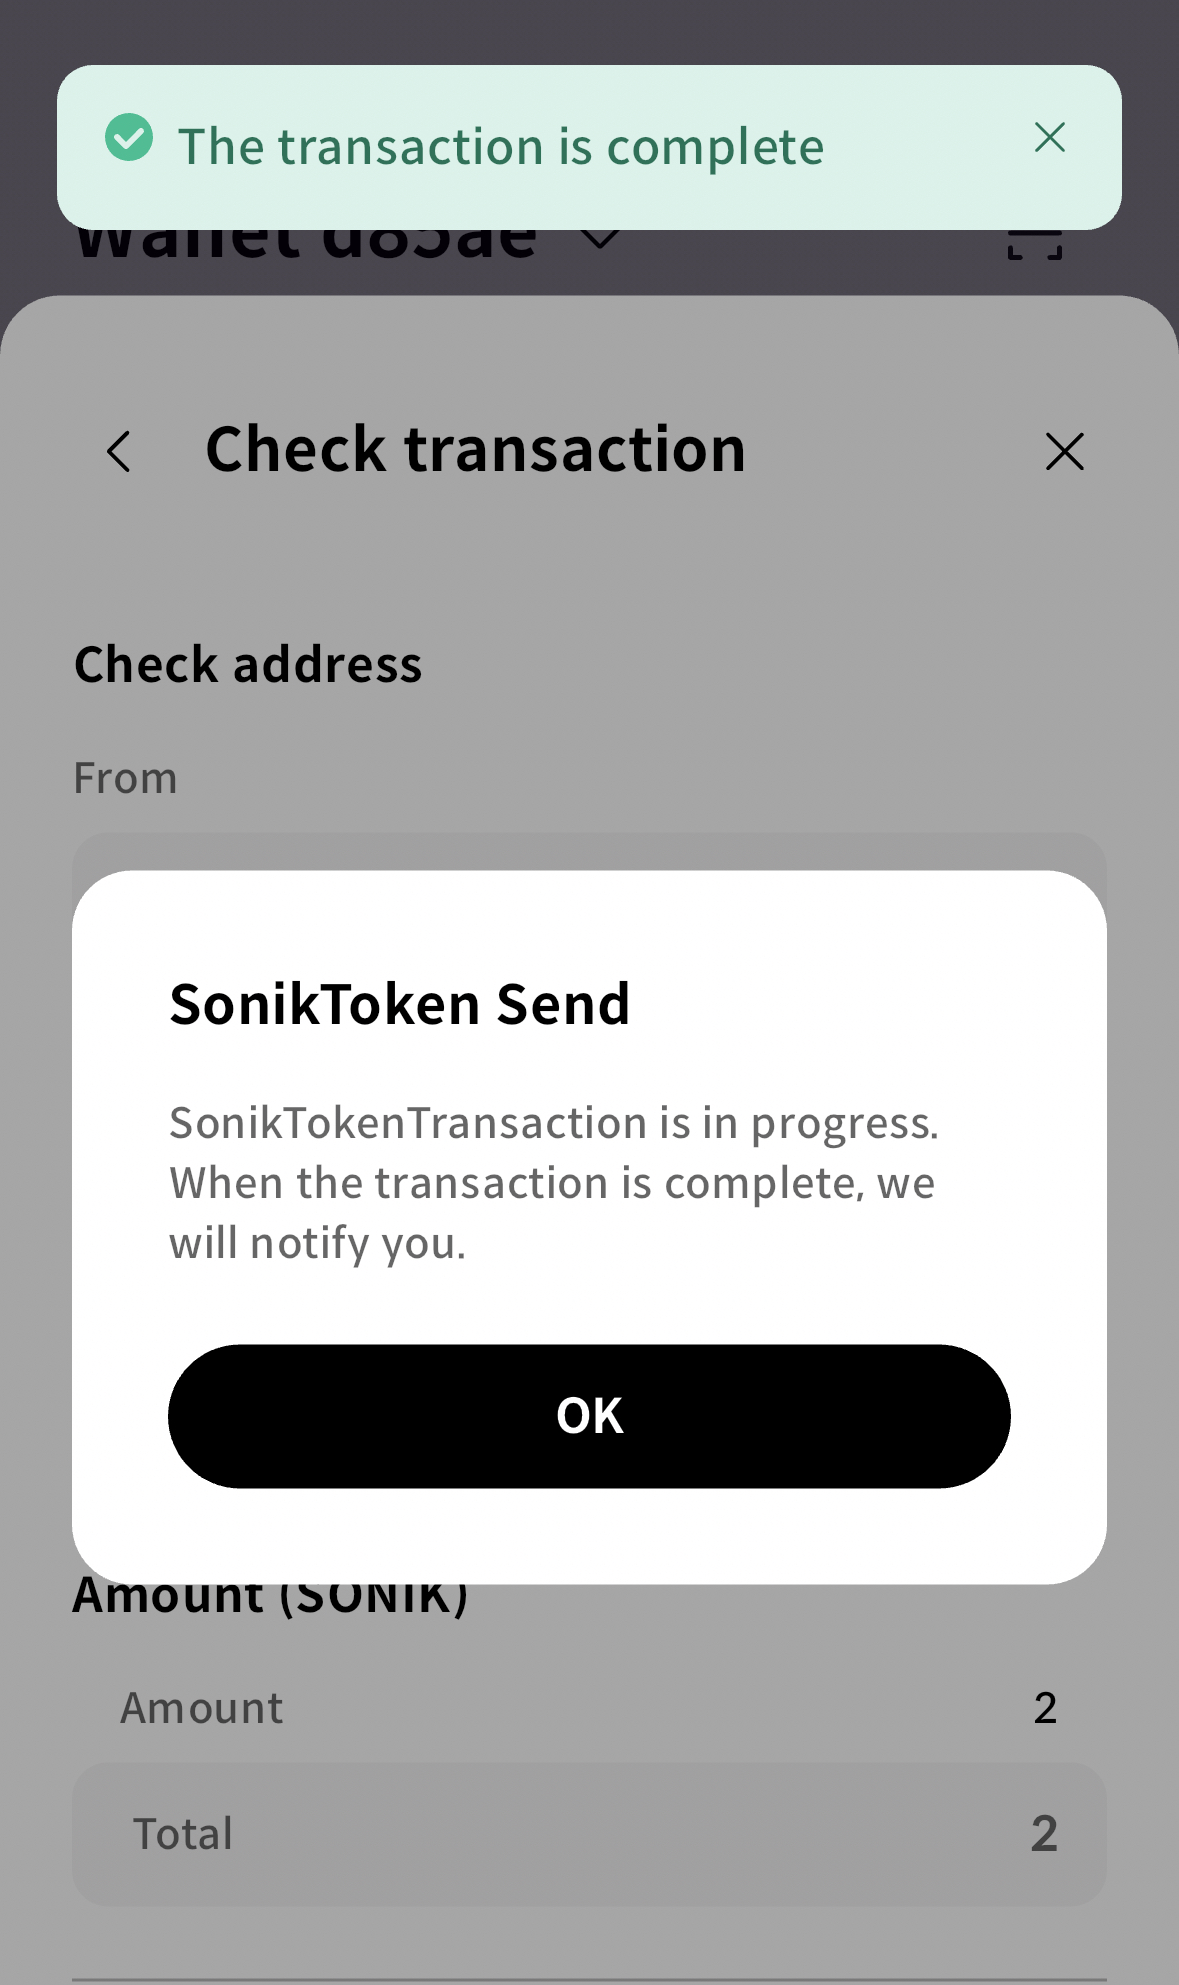 The transaction is complete
Wallet d85ae
Check transaction
Check address
From
SonikToken Send
SonikTokenTransaction is in progress.
When the transaction is complete, we
will notify you.
OK
Amount (SONIK)
Amount 2
Total 2